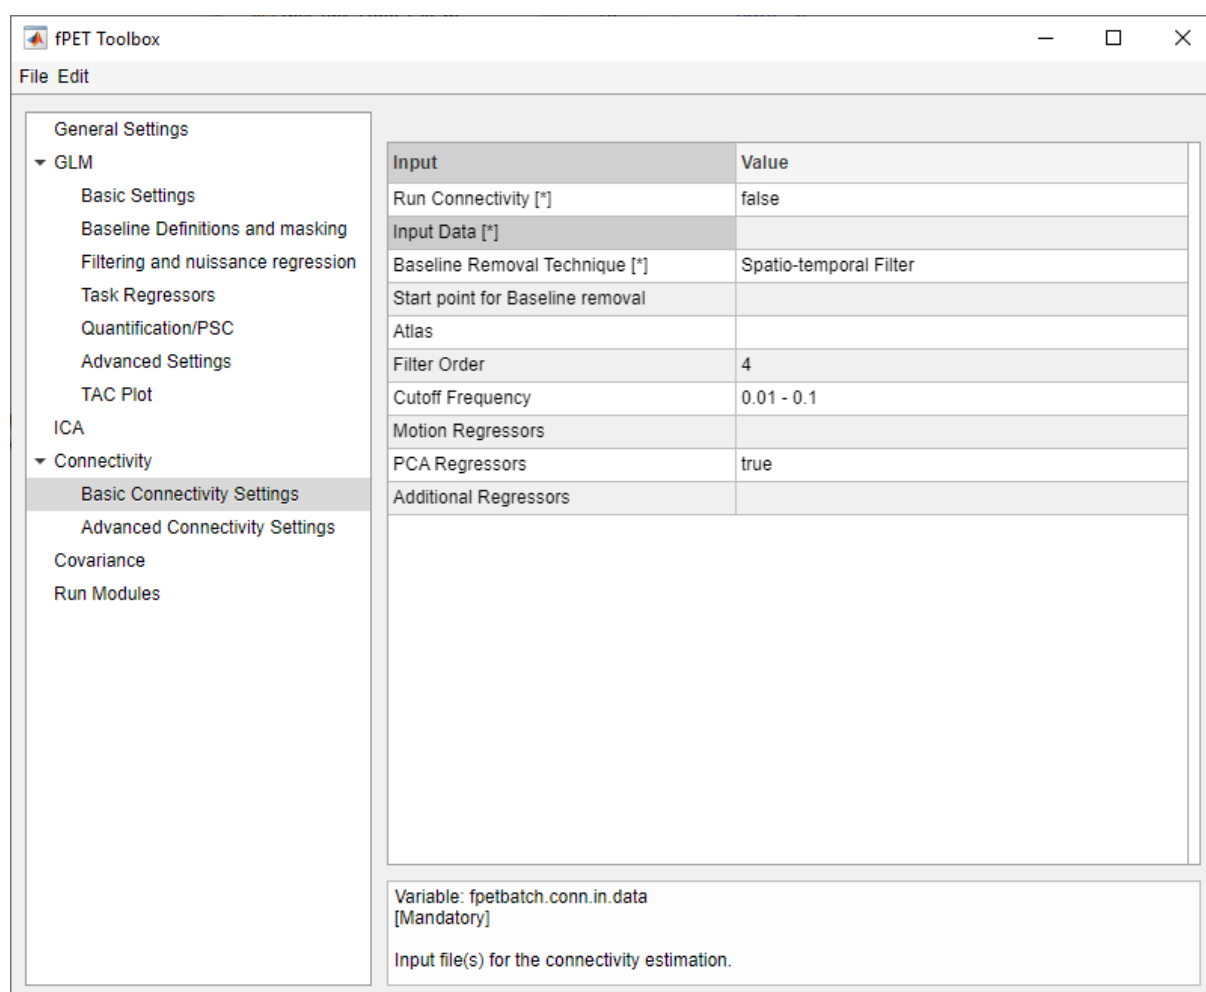 fPET Toolbox
File Edit
General Settings
GLM
Basic Settings
Baseline Definitions and masking
Filtering and nuissance regression
Task Regressors
Quantification/PSC
Advanced Settings
TAC Plot
ICA
Connectivity
Basic Connectivity Settings
Advanced Connectivity Settings
Covariance
Run Modules
Input Value
Run Connectivity [*] false
Input Data [*]
Baseline Removal Technique [*] Spatio-temporal Filter
Start point for Baseline removal
Atlas
Filter Order 4
Cutoff Frequency 0.01 - 0.1
Motion Regressors
PCA Regressors true
Additional Regressors
Variable: fpetbatch.conn.in.data
[Mandatory]
Input file(s) for the connectivity estimation.